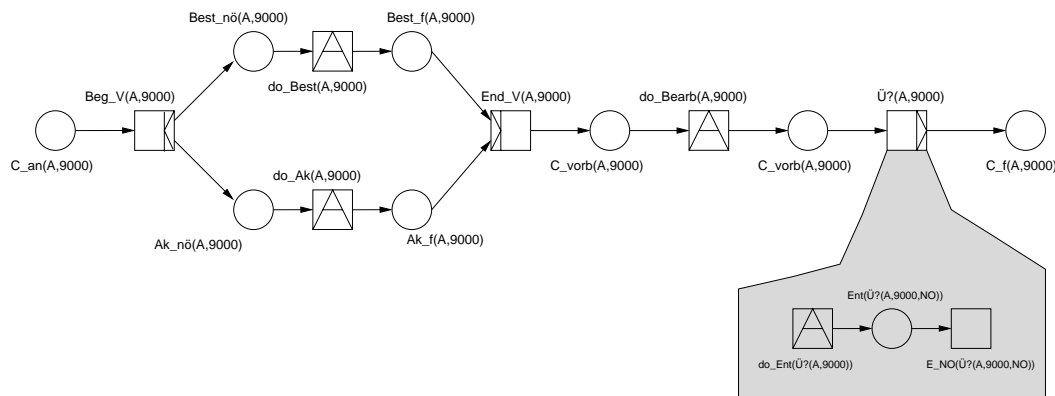 Best_nö(A,9000)
Best_f(A,9000)
do_Best(A,9000)
Beg_V(A,9000)
End_V(A,9000)
do_Bearb(A,9000)
Ü?(A,9000)
C_an(A,9000)
C_vorb(A,9000)
C_vorb(A,9000)
C_f(A,9000)
do_Ak(A,9000)
Ak_nö(A,9000)
Ak_f(A,9000)
Ent(Ü?(A,9000,NO))
do_Ent(Ü?(A,9000))
E_NO(Ü?(A,9000,NO))